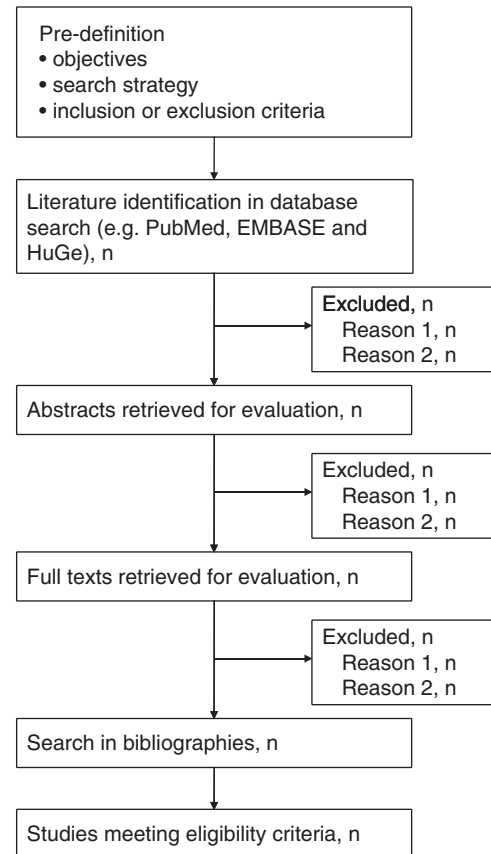 Pre-definition
• objectives
• search strategy
• inclusion or exclusion criteria
Literature identification in database
search (e.g. PubMed, EMBASE and
HuGe), n
Excluded, n
Reason 1, n
Reason 2, n
Abstracts retrieved for evaluation, n
Excluded, n
Reason 1, n
Reason 2, n
Full texts retrieved for evaluation, n
Excluded, n
Reason 1, n
Reason 2, n
Search in bibliographies, n
Studies meeting eligibility criteria, n